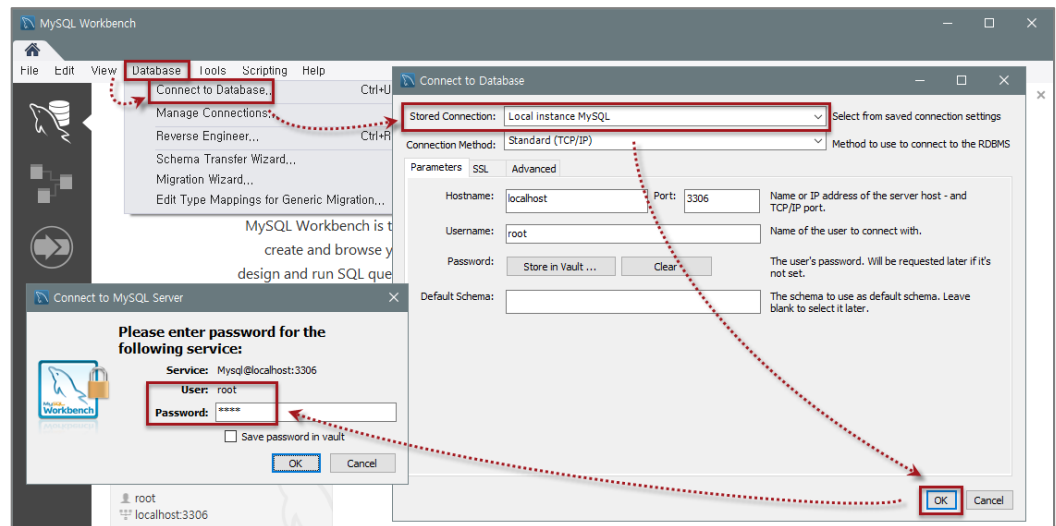 MySQL Workbench
File Edit View Database Tools Scripting Help
Connect to Database... Ctrl+U
Manage Connections...
Reverse Engineer... Ctrl+R
Schema Transfer Wizard...
Migration Wizard...
Edit Type Mappings for Generic Migration...
MySQL Workbench is t
create and browse y
design and run SQL que
Connect to Database
Stored Connection: Local instance MySQL Select from saved connection settings
Connection Method: Standard (TCP/IP) Method to use to connect to the RDBMS
Parameters SSL Advanced
Hostname: localhost Port: 3306 Name or IP address of the server host - and
TCP/IP port.
Username: root Name of the user to connect with.
Password: Store in Vault ... Clear The user's password. Will be requested later if it's
not set.
Default Schema: The schema to use as default schema. Leave
blank to select it later.
OK Cancel
Connect to MySQL Server
Please enter password for the
following service:
Service: Mysql@localhost:3306
User: root
Password: ****
Save password in vault
OK Cancel
MySQL
Workbench
root
localhost:3306